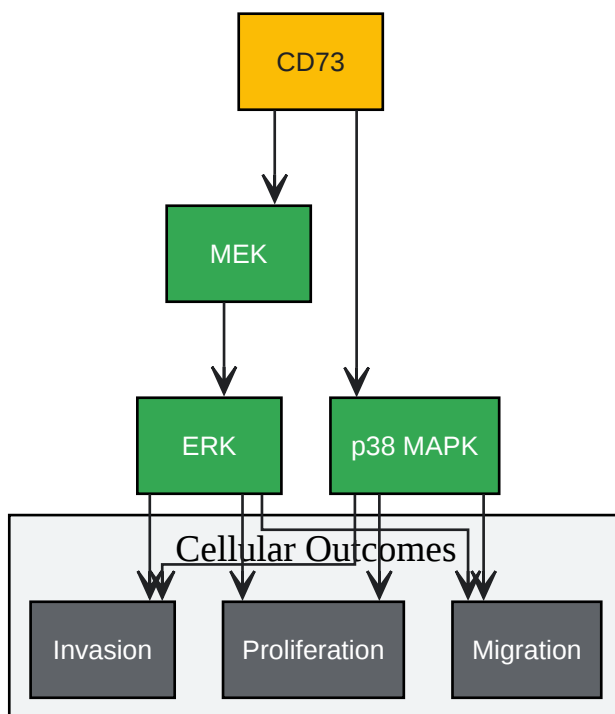 CD73
MEK
ERK
p38 MAPK
Cellular Outcomes
Invasion
Proliferation
Migration